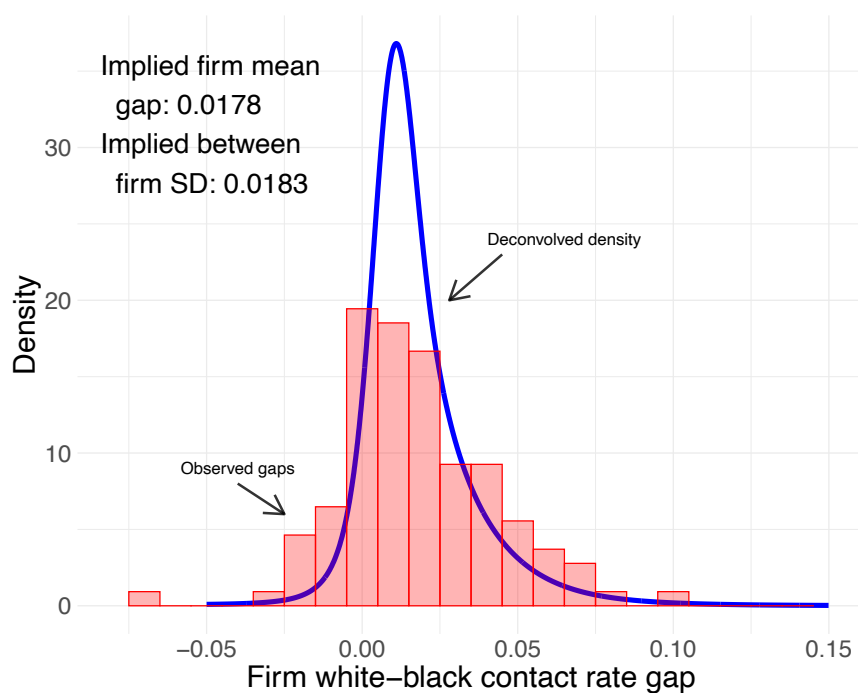 Implied firm mean
gap: 0.0178
Implied between
firm SD: 0.0183
Deconvolved density
Observed gaps
Density
30
20
10
0
−0.05
0.00
0.05
0.10
0.15
Firm white−black contact rate gap